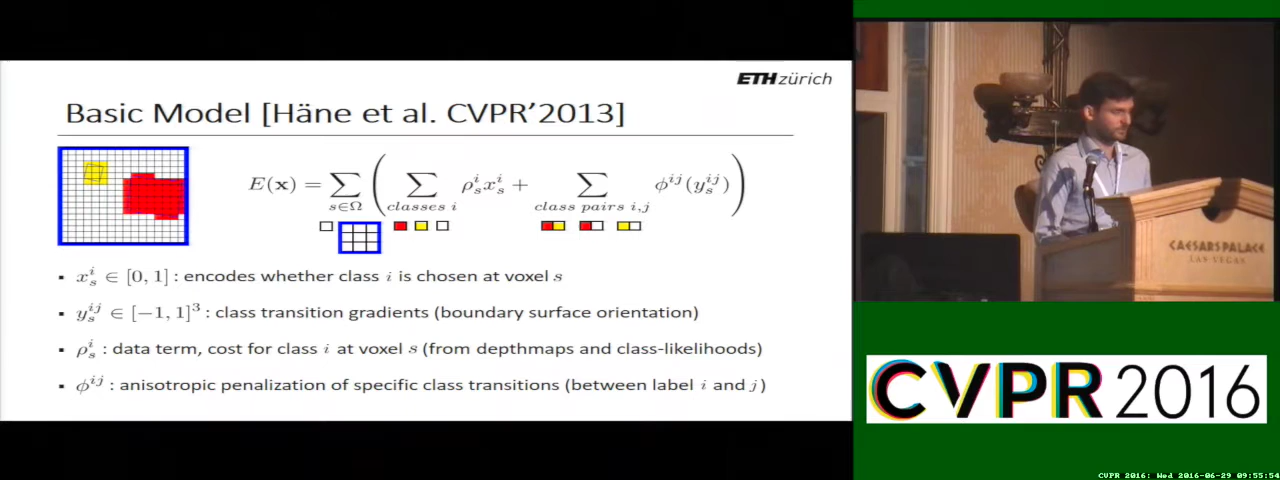 ETHzürich
Basic Model [Häne et al. CVPR'2013]
E(x) = ∑ ( ∑ ρ_s^i x_s^i + ∑ φ^{ij}(y_s^{ij}) )
s∈Ω classes i class pairs i,j
▪ x_s^i ∈ [0, 1] : encodes whether class i is chosen at voxel s
▪ y_s^{ij} ∈ [−1, 1]^3 : class transition gradients (boundary surface orientation)
▪ ρ_s^i : data term, cost for class i at voxel s (from depthmaps and class-likelihoods)
▪ φ^{ij} : anisotropic penalization of specific class transitions (between label i and j)
CAESARS PALACE
LAS VEGAS
CVPR 2016
CVPR 2016: Wed 2016-06-29 09:55:54